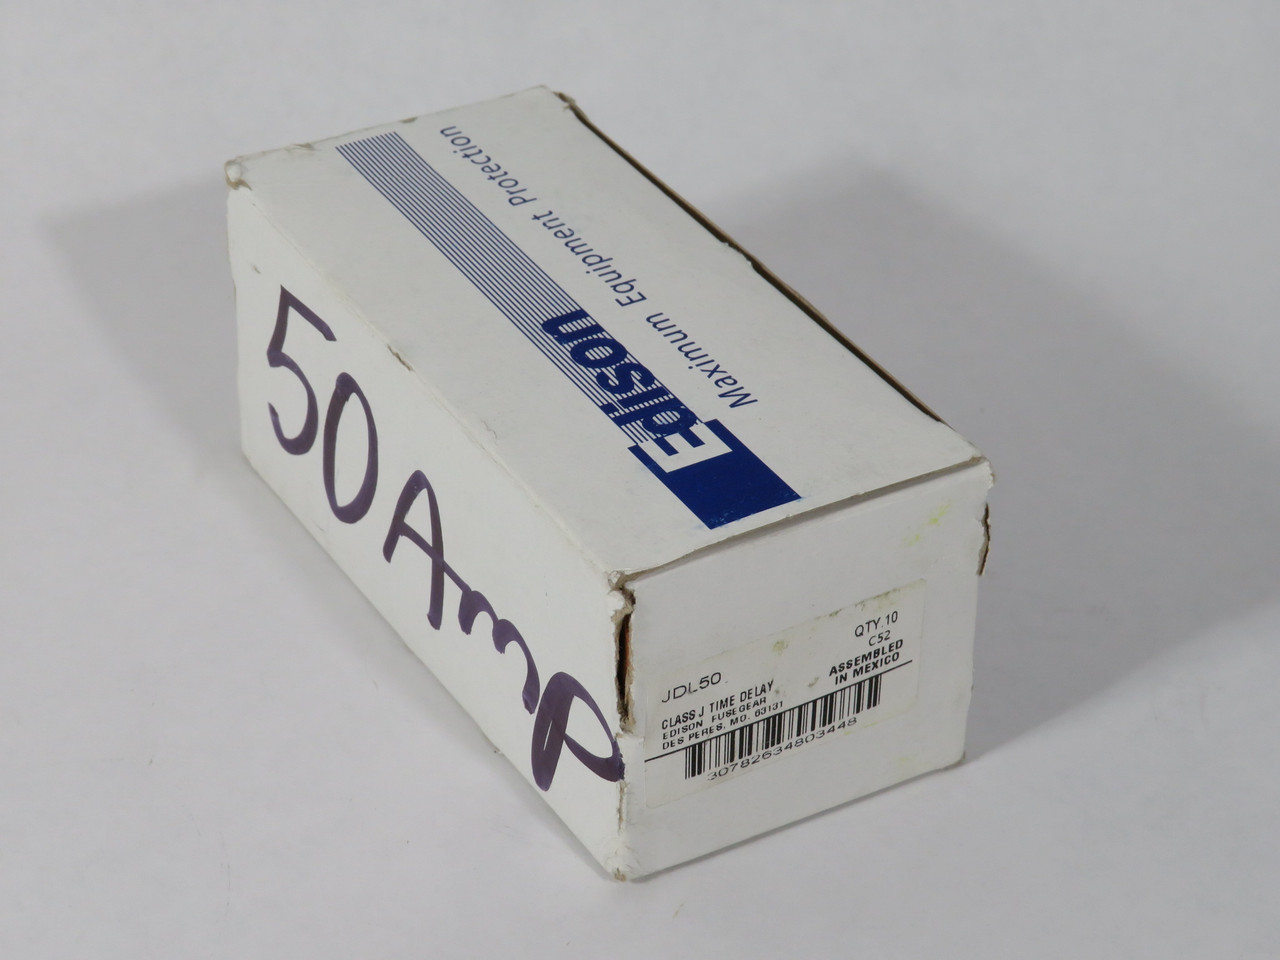 Maximum Equipment Protection
Edison
50 Amp
QTY.10
C52
JDL50
ASSEMBLED
IN MEXICO
CLASS J TIME DELAY
EDISON FUSEGEAR
DES PERES, MO. 63131
30782634803448